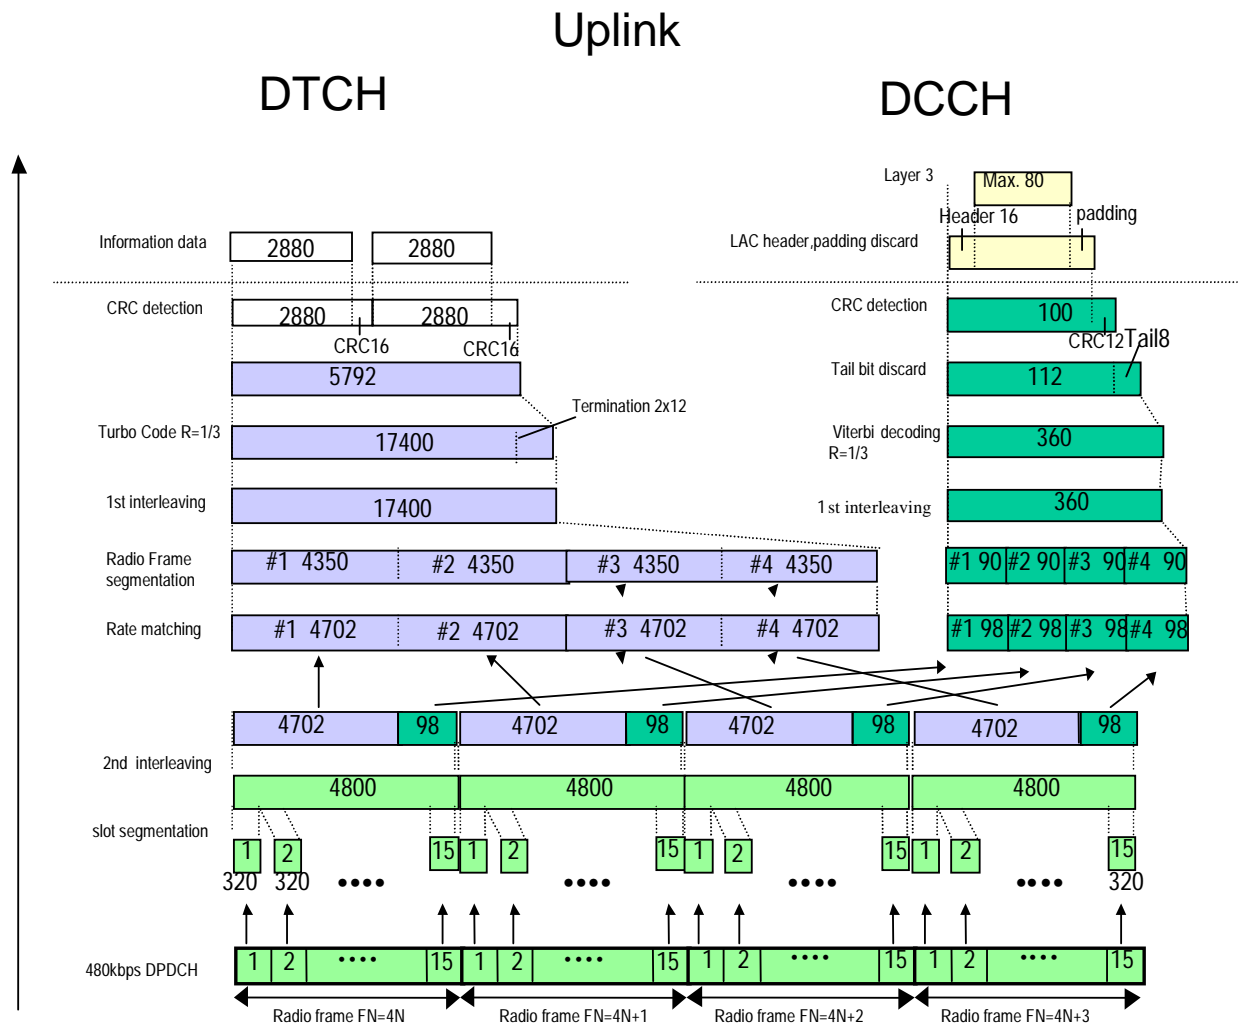 Uplink
DTCH
DCCH
Layer 3
Max. 80
Header 16
padding
Information data
2880
2880
LAC header,padding discard
CRC detection
2880
2880
CRC16
CRC16
CRC detection
100
CRC12
Tail8
5792
Tail bit discard
112
Termination 2x12
Turbo Code R=1/3
17400
Viterbi decoding
R=1/3
360
1st interleaving
17400
1st interleaving
360
Radio Frame
segmentation
#1 4350
#2 4350
#3 4350
#4 4350
#1 90
#2 90
#3 90
#4 90
Rate matching
#1 4702
#2 4702
#3 4702
#4 4702
#1 98
#2 98
#3 98
#4 98
4702
98
4702
98
4702
98
4702
98
2nd interleaving
4800
4800
4800
4800
slot segmentation
1
2
15
1
2
15
1
2
15
1
2
15
320
320
••••
••••
••••
••••
320
480kbps DPDCH
1
2
••••
15
1
2
••••
15
1
2
••••
15
1
2
••••
15
Radio frame FN=4N
Radio frame FN=4N+1
Radio frame FN=4N+2
Radio frame FN=4N+3